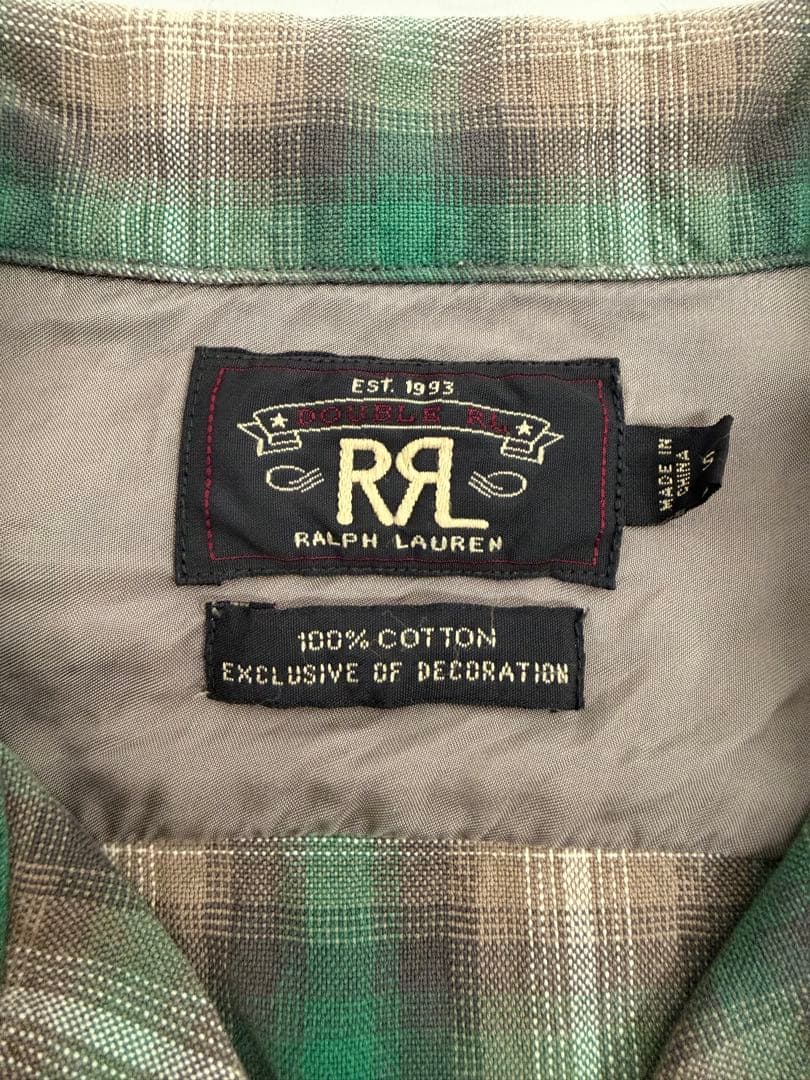 EST. 1993
DOUBLE RL
RRL
RALPH LAUREN
MADE IN
CHINA
S
100% COTTON
EXCLUSIVE OF DECORATION